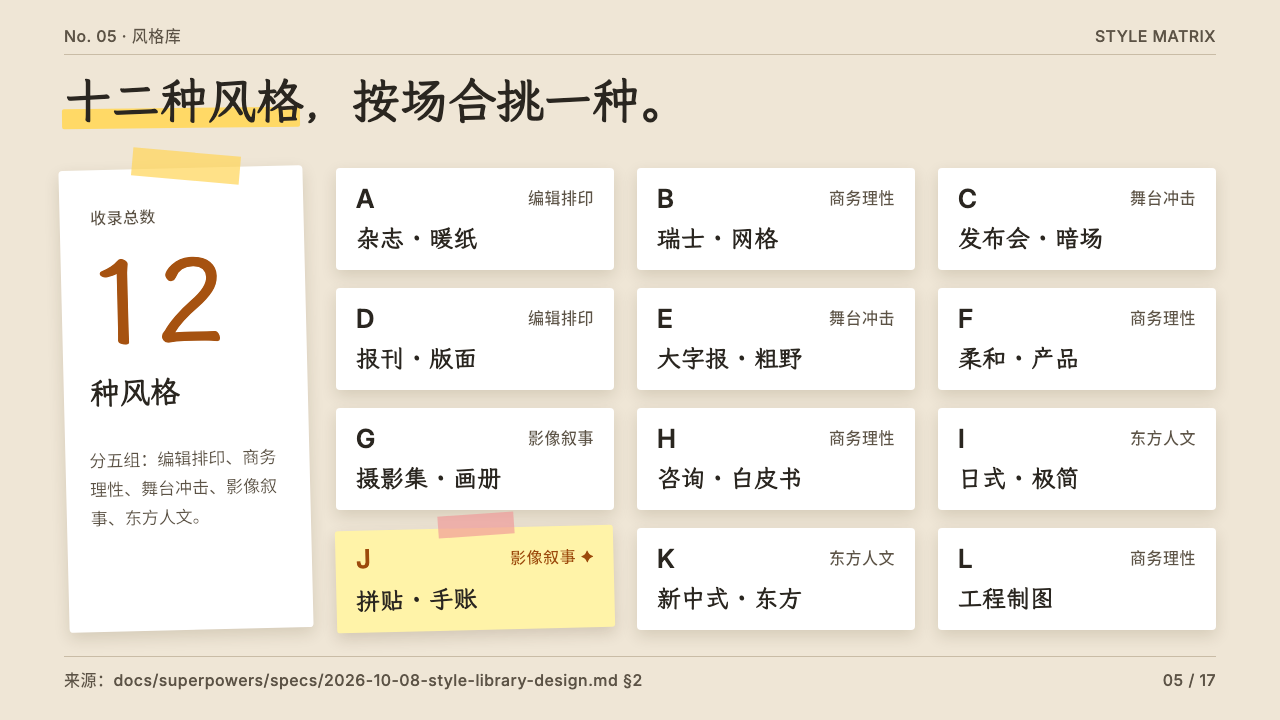 No. 05 · 风格库
STYLE MATRIX
十二种风格，按场合挑一种。
收录总数
12
种风格
分五组：编辑排印、商务
理性、舞台冲击、影像叙
事、东方人文。
A 编辑排印
杂志・暖纸
B 商务理性
瑞士・网格
C 舞台冲击
发布会・暗场
D 编辑排印
报刊・版面
E 舞台冲击
大字报・粗野
F 商务理性
柔和・产品
G 影像叙事
摄影集・画册
H 商务理性
咨询・白皮书
I 东方人文
日式・极简
J 影像叙事 ✦
拼贴・手账
K 东方人文
新中式・东方
L 商务理性
工程制图
来源：docs/superpowers/specs/2026-10-08-style-library-design.md §2
05 / 17